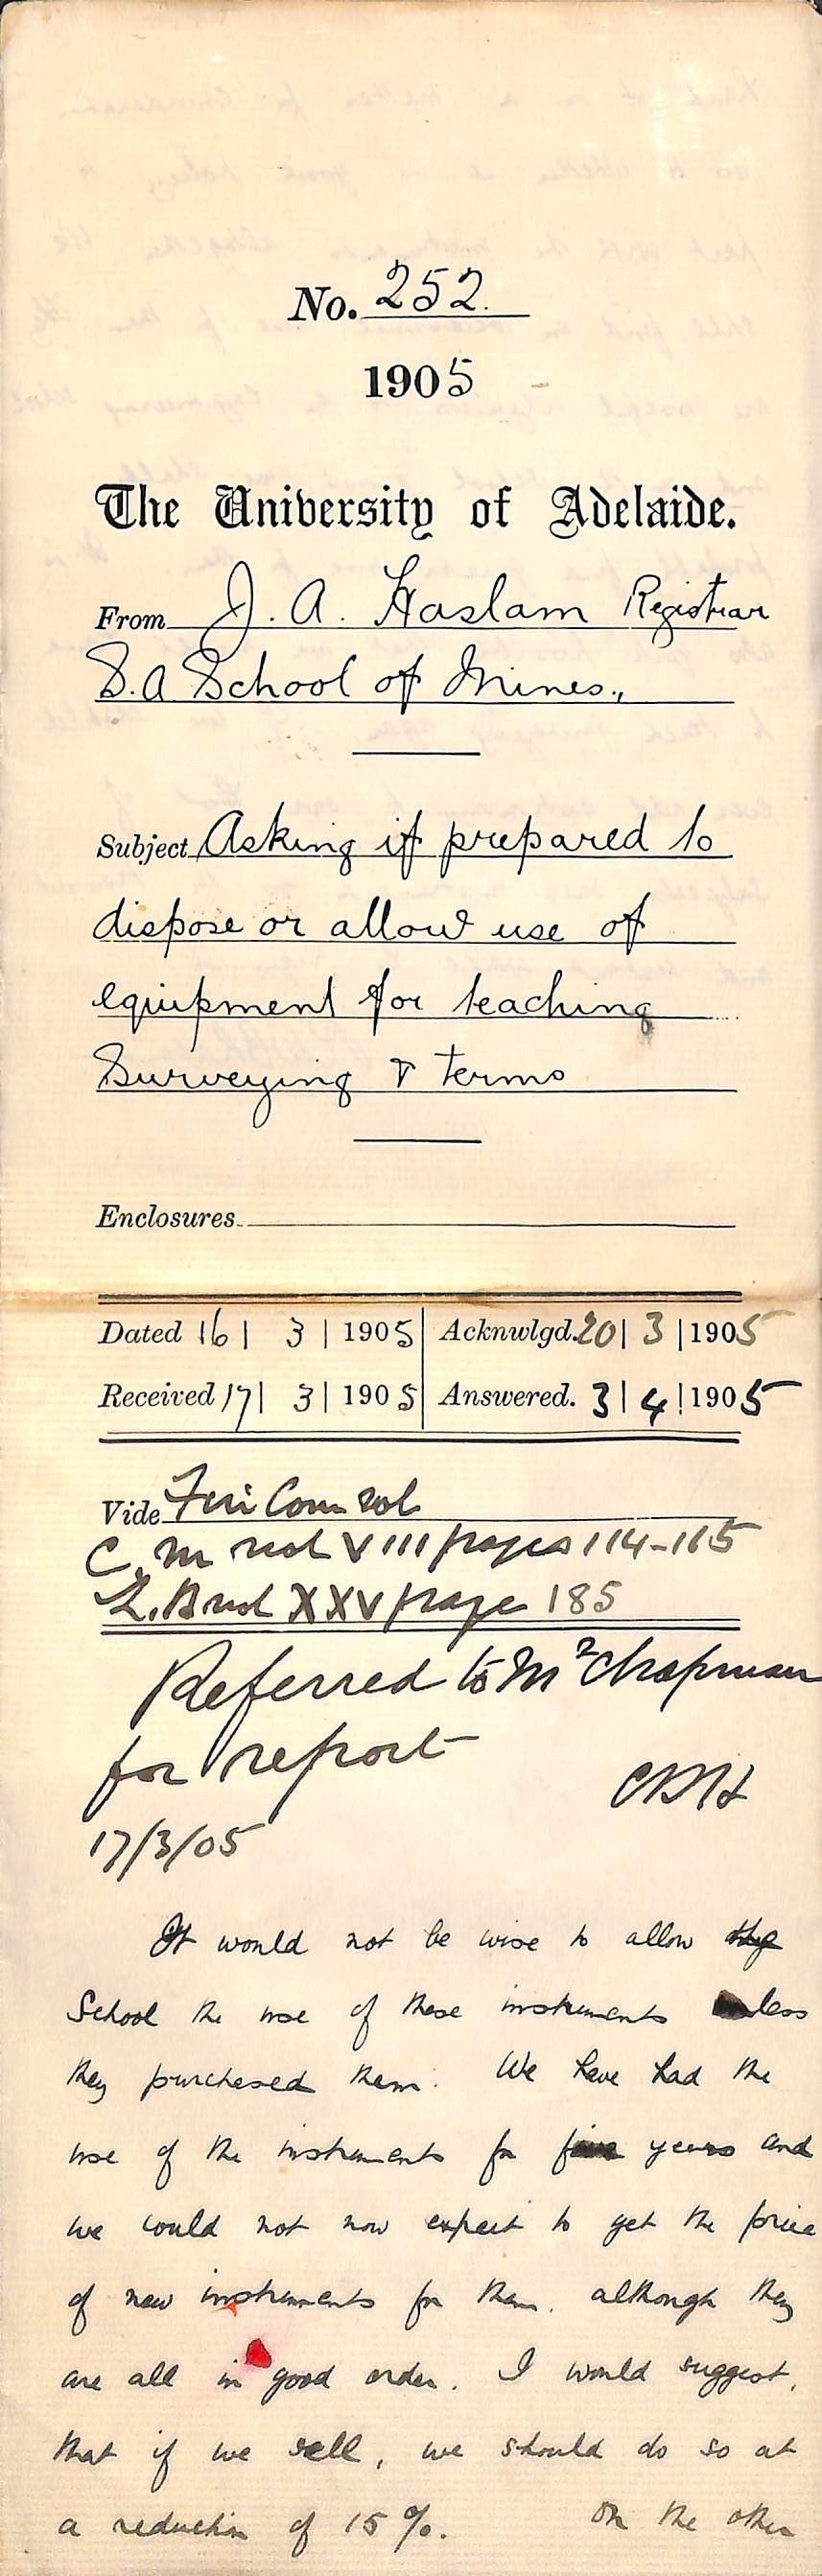 No. 252.
1905
The University of Adelaide.
From J. A. Haslam Registrar
S.A School of Mines.,
Subject Asking if prepared to
dispose or allow use of
equipment for teaching
Surveying & terms
Enclosures
Dated 16 | 3 | 1905 Acknwlgd. 20 | 3 | 1905
Received 17 | 3 | 1905 Answered. 3 | 4 | 1905
Vide Fin Com vol
C. M vol VIII pages 114-115
L.B vol XXV page 185
Referred to Mr Chapman
for report
17/3/05
It would not be wise to allow the
School the use of these instruments unless
they purchased them. We have had the
use of the instruments for five years and
we could not now expect to get the price
of new instruments for them, although they
are all in good order. I would suggest,
that if we sell, we should do so at
a reduction of 15%. On the other